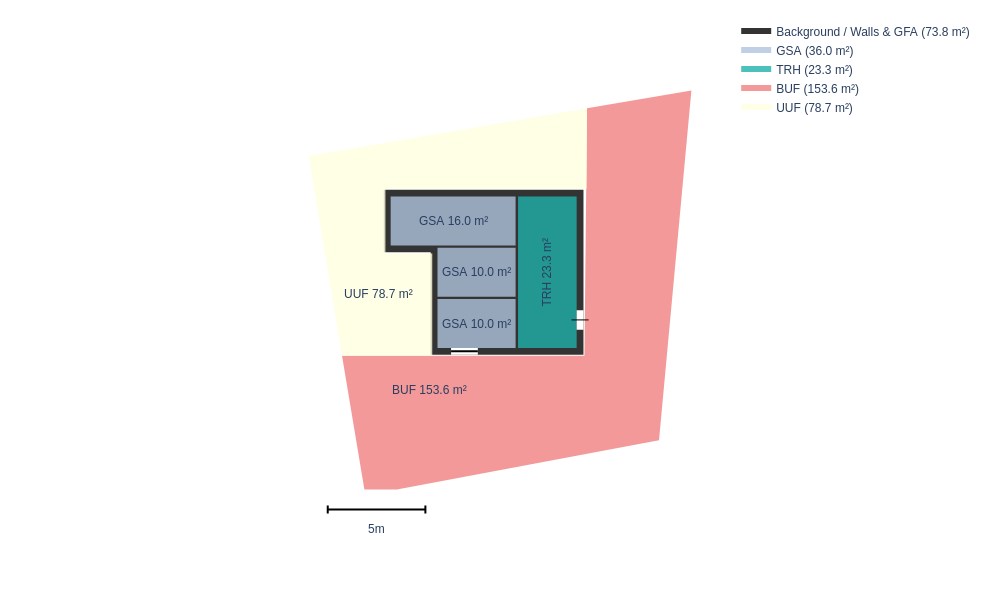 Background / Walls & GFA (73.8 m²)
GSA (36.0 m²)
TRH (23.3 m²)
BUF (153.6 m²)
UUF (78.7 m²)
GSA 16.0 m²
TRH 23.3 m²
GSA 10.0 m²
UUF 78.7 m²
GSA 10.0 m²
BUF 153.6 m²
5m